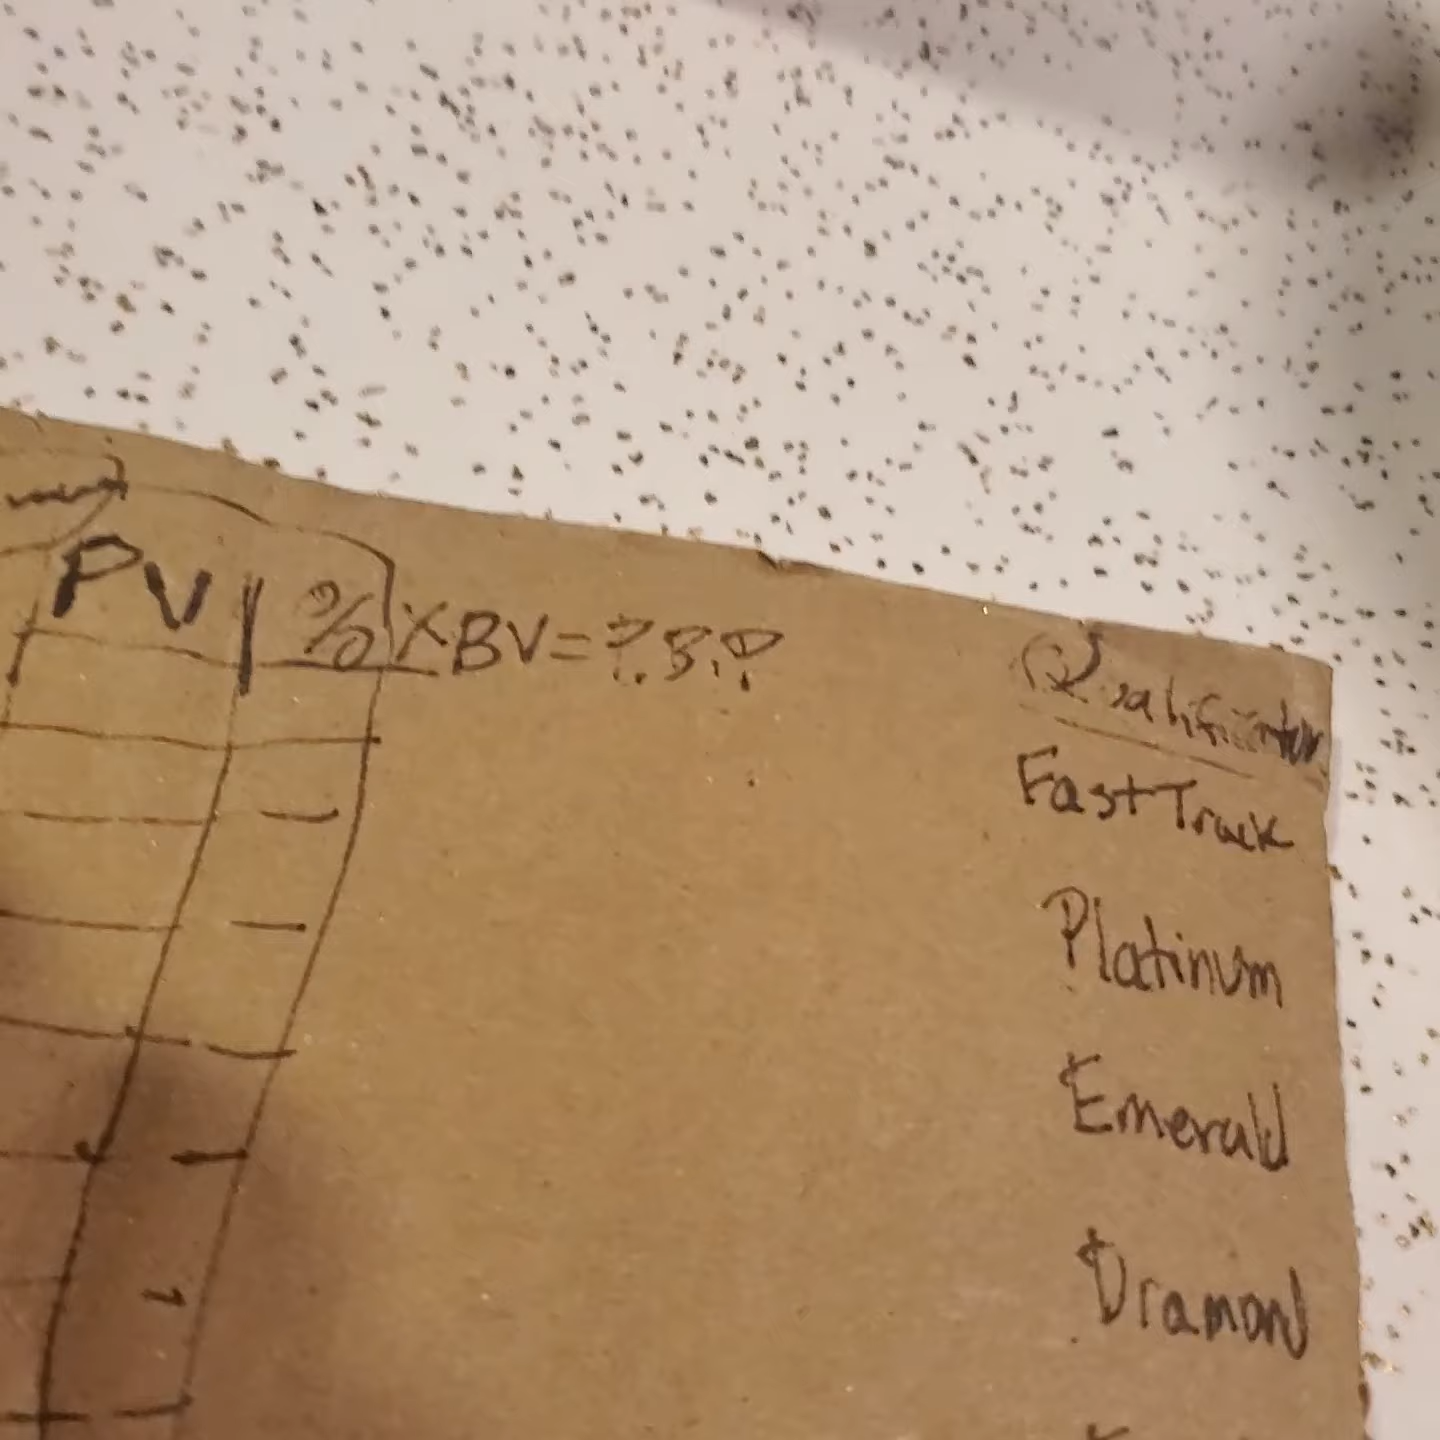 PV | % X BV = ???
Qualification
Fast Track
Platinum
Emerald
Diamond